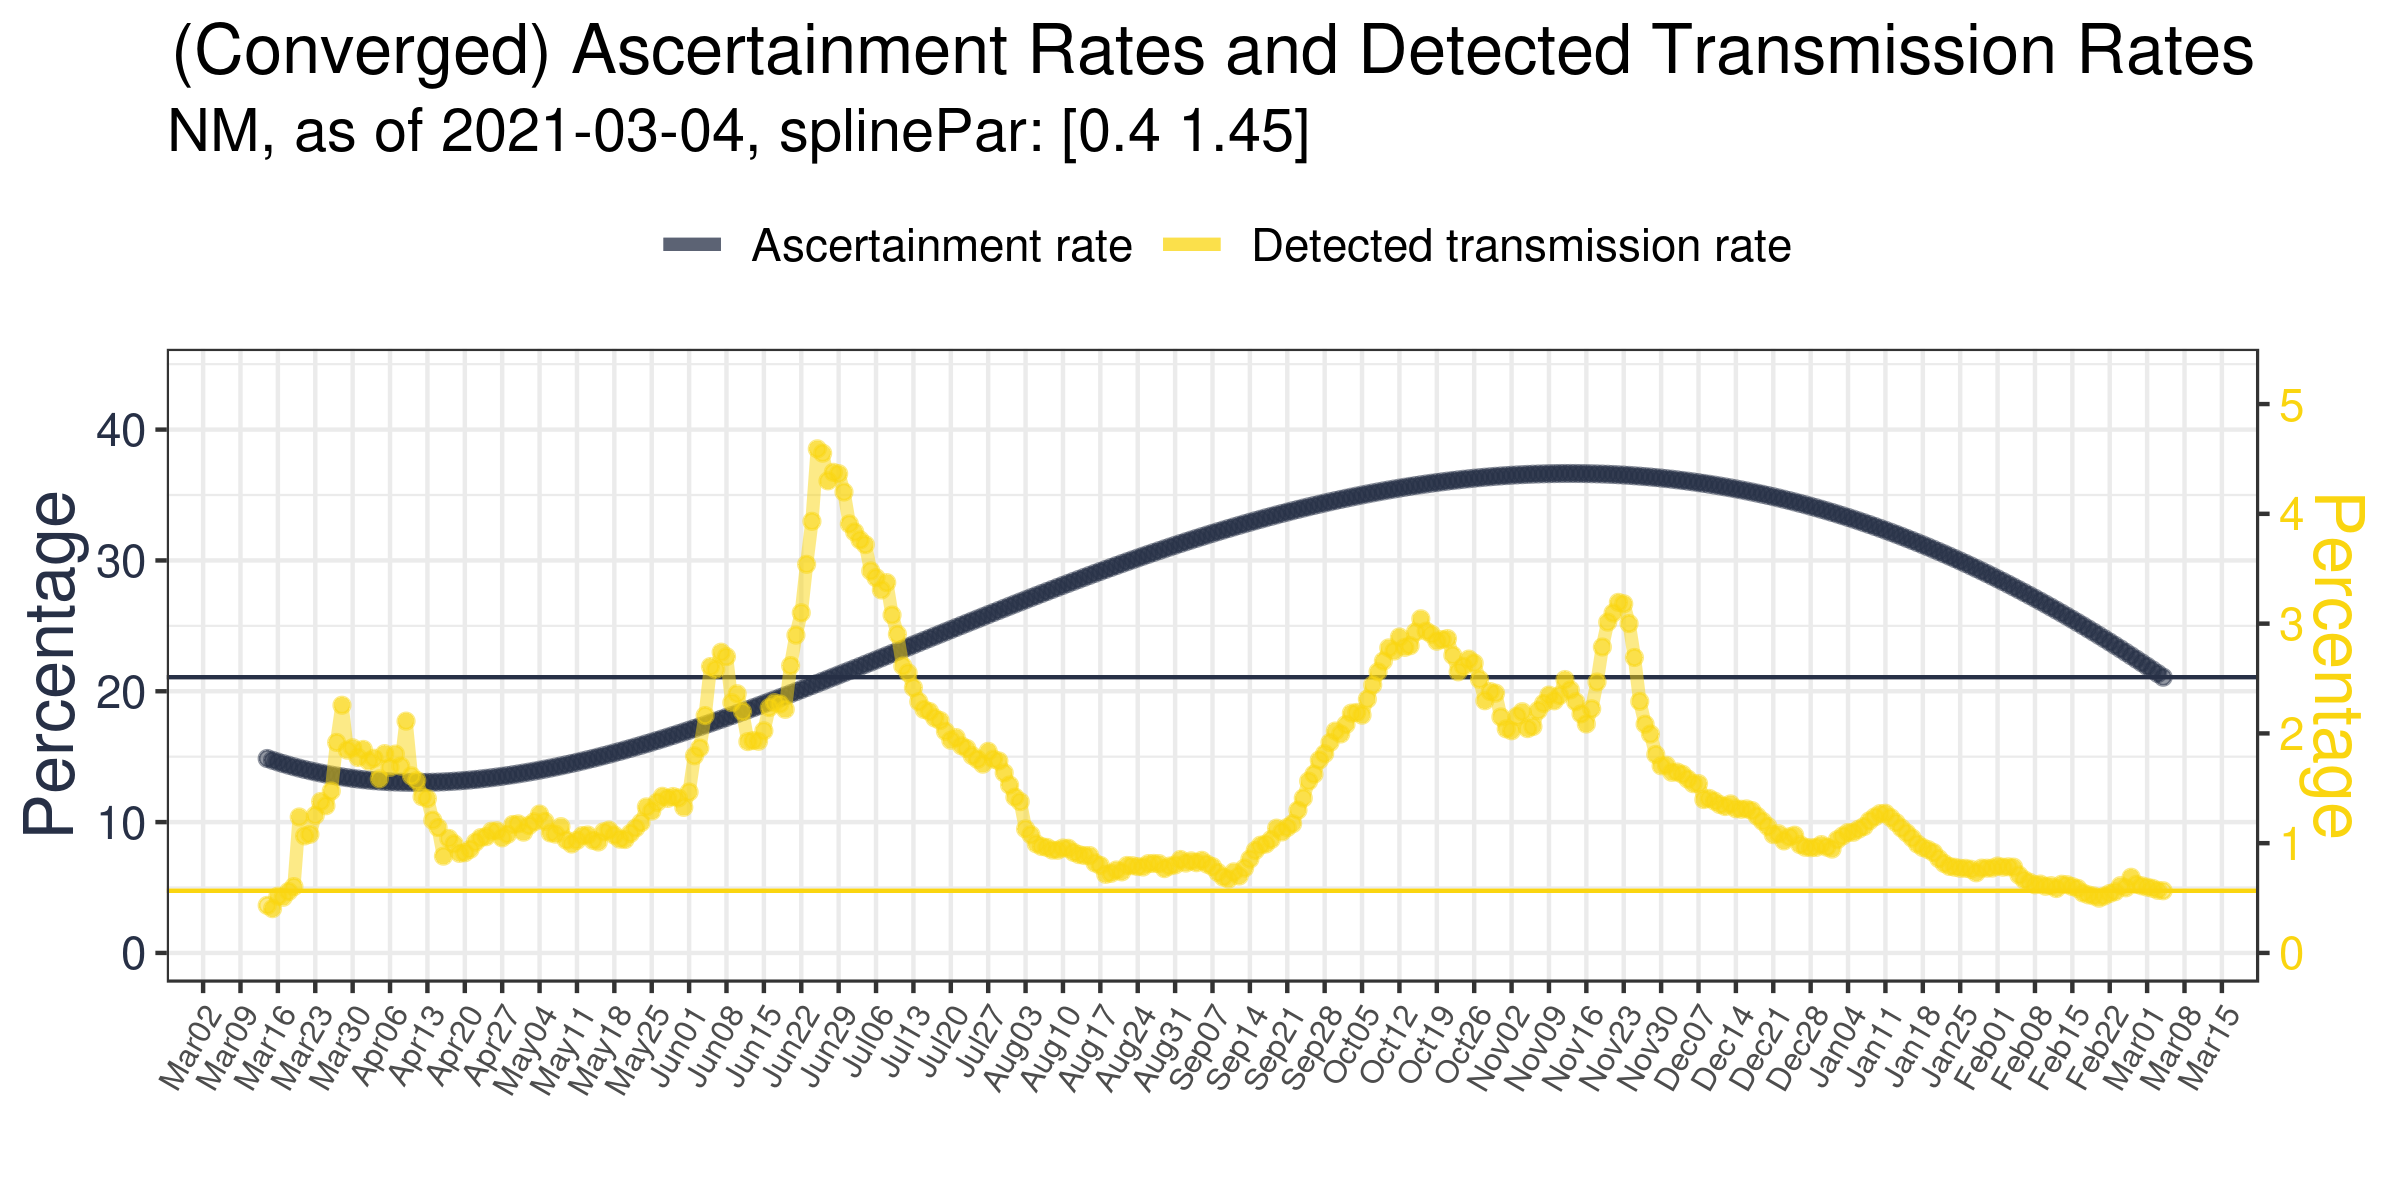 (Converged) Ascertainment Rates and Detected Transmission Rates
NM, as of 2021-03-04, splinePar: [0.4 1.45]
Ascertainment rate
Detected transmission rate
Percentage
40
30
20
10
0
5
4
3
2
1
0
Percentage
Mar02
Mar09
Mar16
Mar23
Mar30
Apr06
Apr13
Apr20
Apr27
May04
May11
May18
May25
Jun01
Jun08
Jun15
Jun22
Jun29
Jul06
Jul13
Jul20
Jul27
Aug03
Aug10
Aug17
Aug24
Aug31
Sep07
Sep14
Sep21
Sep28
Oct05
Oct12
Oct19
Oct26
Nov02
Nov09
Nov16
Nov23
Nov30
Dec07
Dec14
Dec21
Dec28
Jan04
Jan11
Jan18
Jan25
Feb01
Feb08
Feb15
Feb22
Mar01
Mar08
Mar15